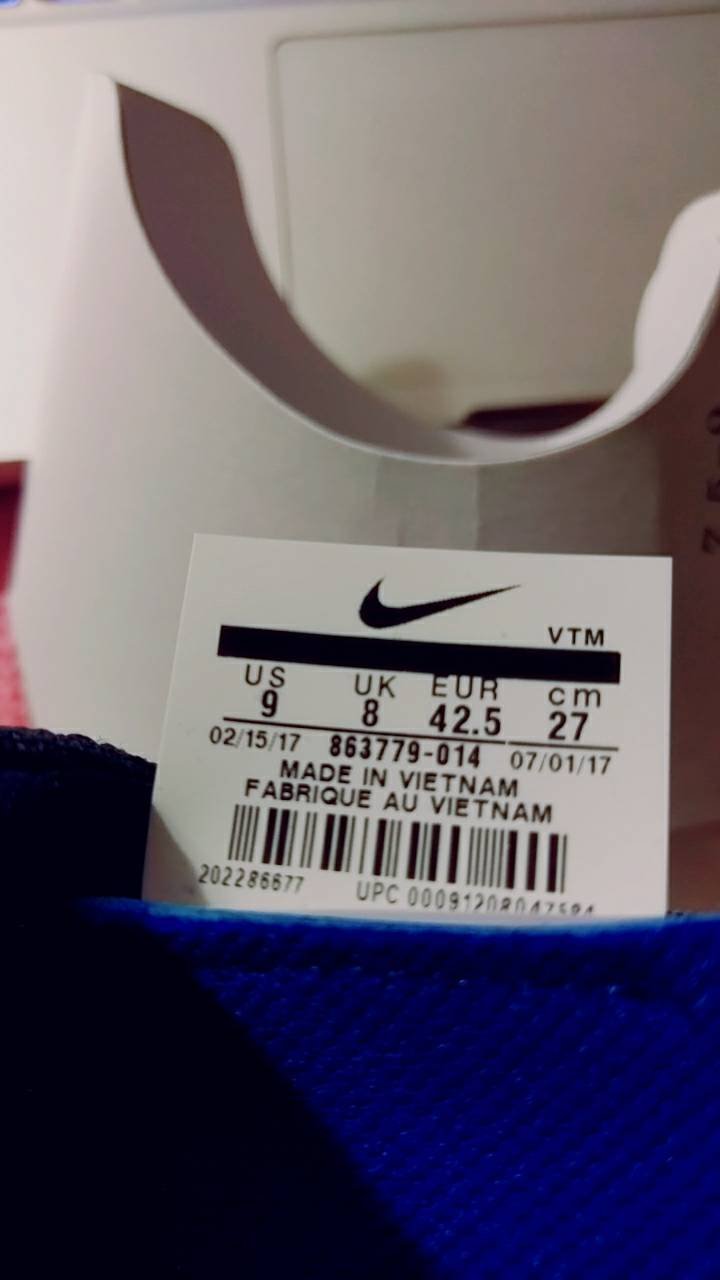 VTM
US UK EUR cm
9 8 42.5 27
02/15/17 863779-014 07/01/17
MADE IN VIETNAM
FABRIQUE AU VIETNAM
202286677 UPC 00091208047584